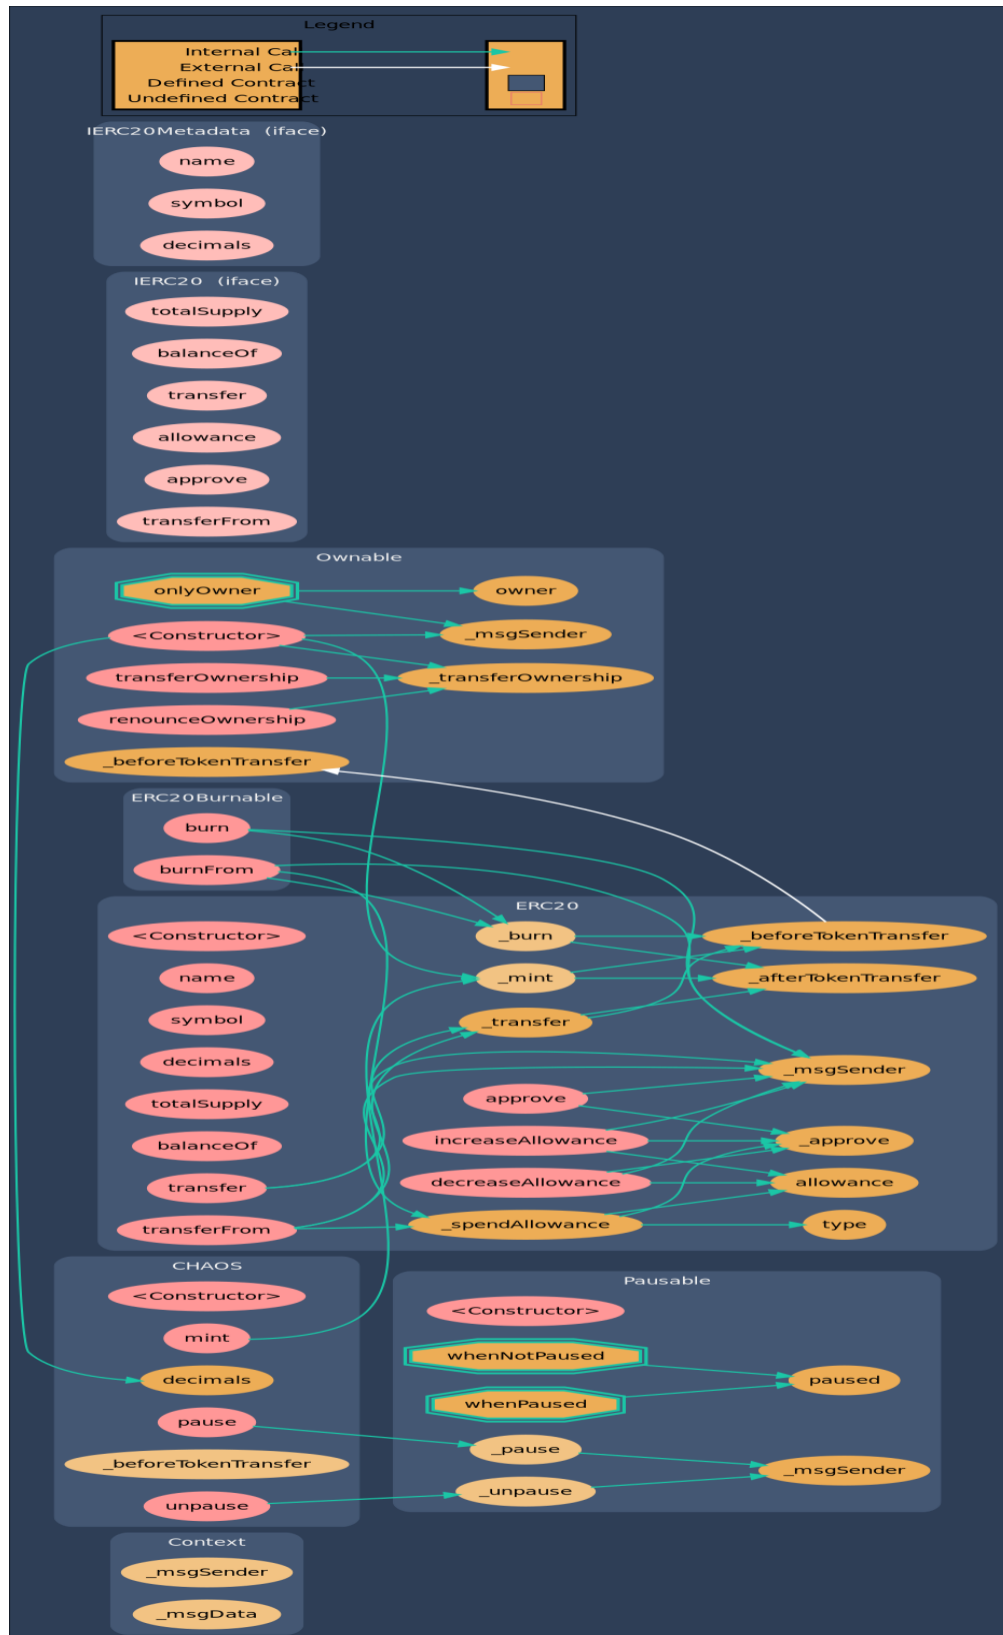 Legend
Internal Cal
External Cal
Defined Contract
Undefined Contract
IERC20Metadata (iface)
name
symbol
decimals
IERC20 (iface)
totalSupply
balanceOf
transfer
allowance
approve
transferFrom
Ownable
onlyOwner
owner
<Constructor>
_msgSender
transferOwnership
_transferOwnership
renounceOwnership
_beforeTokenTransfer
ERC20Burnable
burn
burnFrom
ERC20
<Constructor>
_burn
_beforeTokenTransfer
name
_mint
_afterTokenTransfer
symbol
_transfer
decimals
_msgSender
totalSupply
approve
balanceOf
increaseAllowance
_approve
transfer
decreaseAllowance
allowance
transferFrom
_spendAllowance
type
CHAOS
<Constructor>
mint
decimals
pause
_beforeTokenTransfer
unpause
Pausable
<Constructor>
whenNotPaused
paused
whenPaused
_pause
_msgSender
_unpause
Context
_msgSender
_msgData